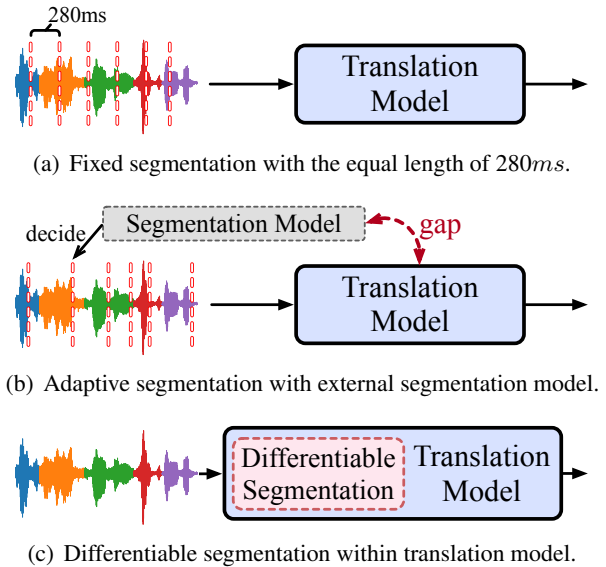 280ms
Translation
Model
(a) Fixed segmentation with the equal length of 280ms.
Segmentation Model
decide
gap
Translation
Model
(b) Adaptive segmentation with external segmentation model.
Differentiable
Segmentation
Translation
Model
(c) Differentiable segmentation within translation model.